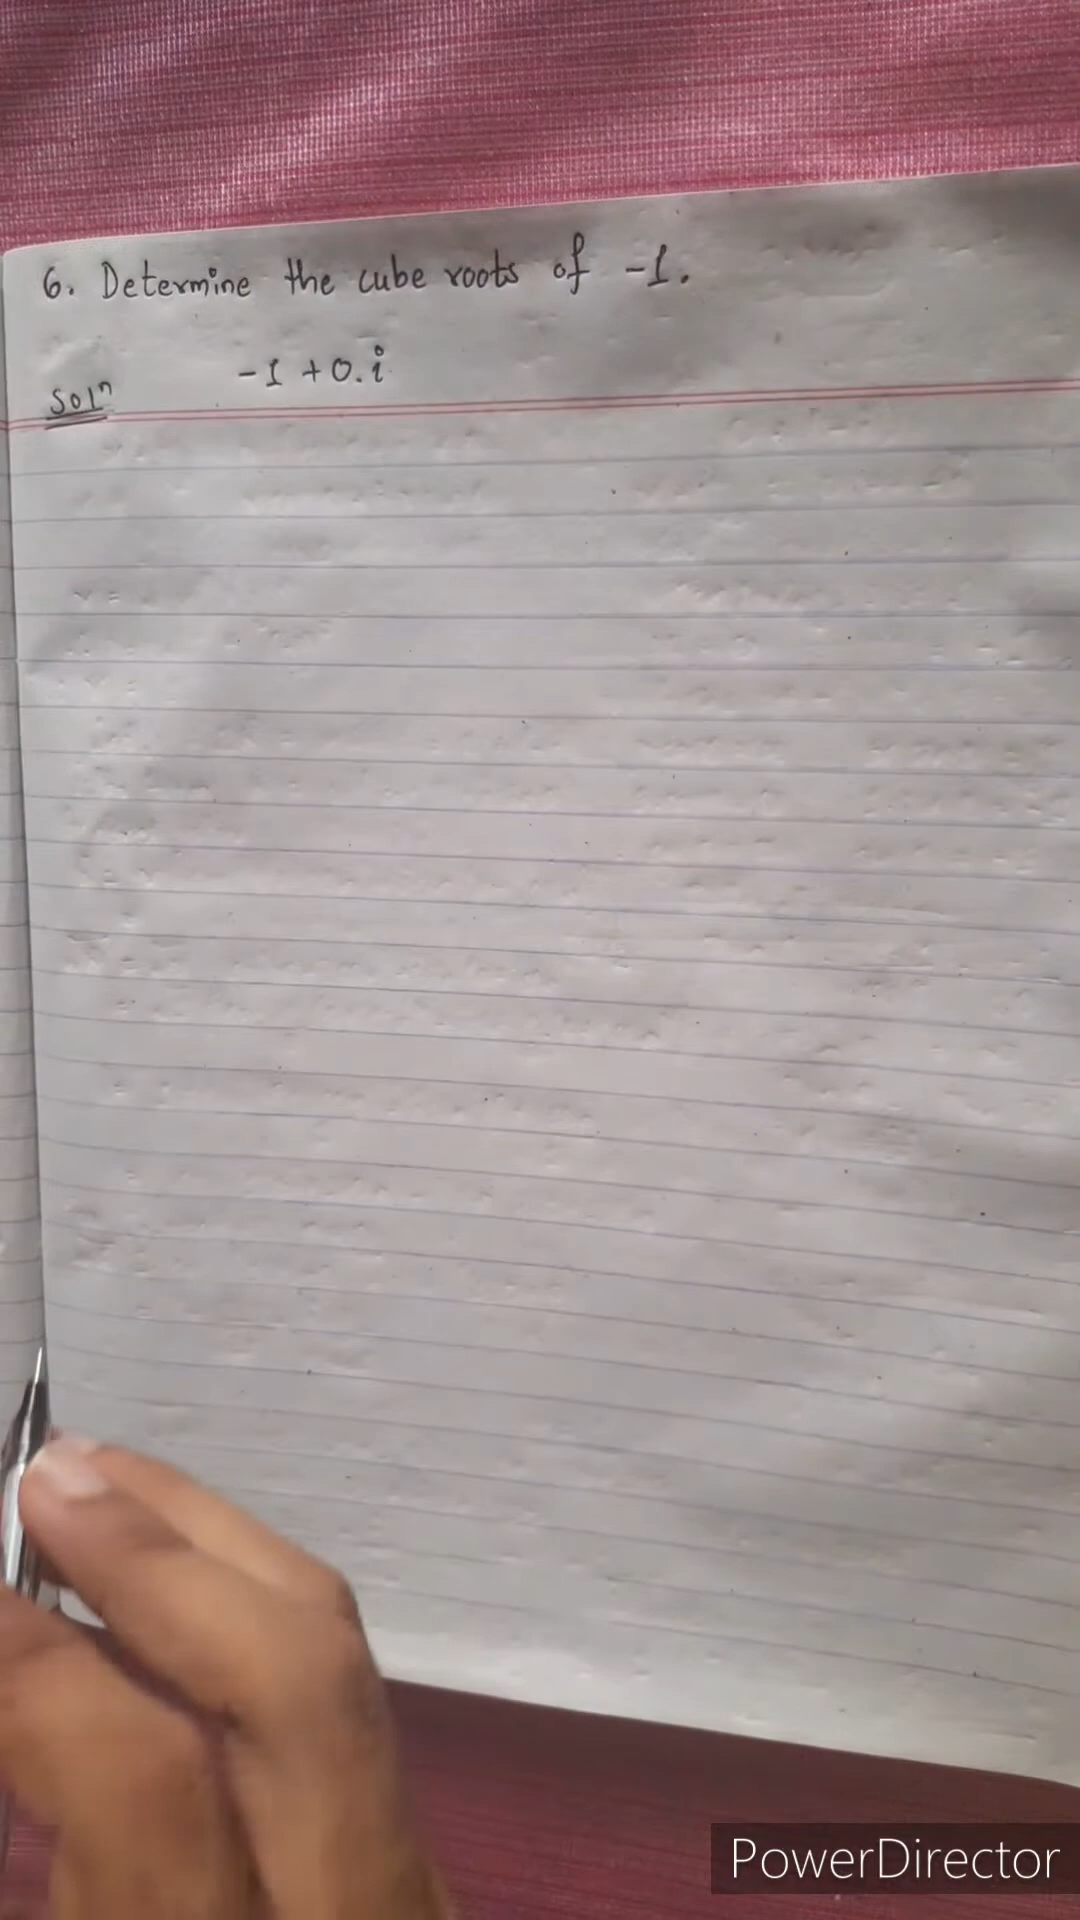 6. Determine the cube roots of -1.
-1 + 0.i
Solⁿ
PowerDirector